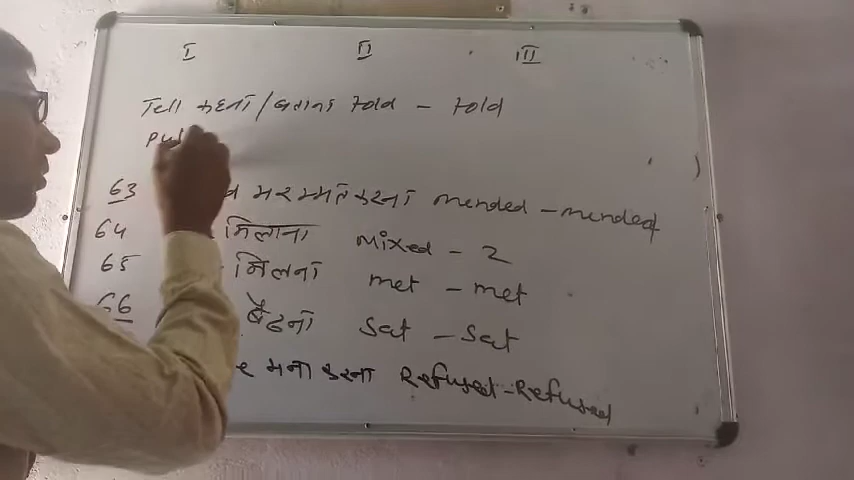 I II III
Tell कहना/बताना told - told
Pul
63 मरम्मत करना mended - mended
64 मिलाना mixed - 2
65 मिलना met - met
66 बैठना Sat - Sat
मना करना Refused - Refused